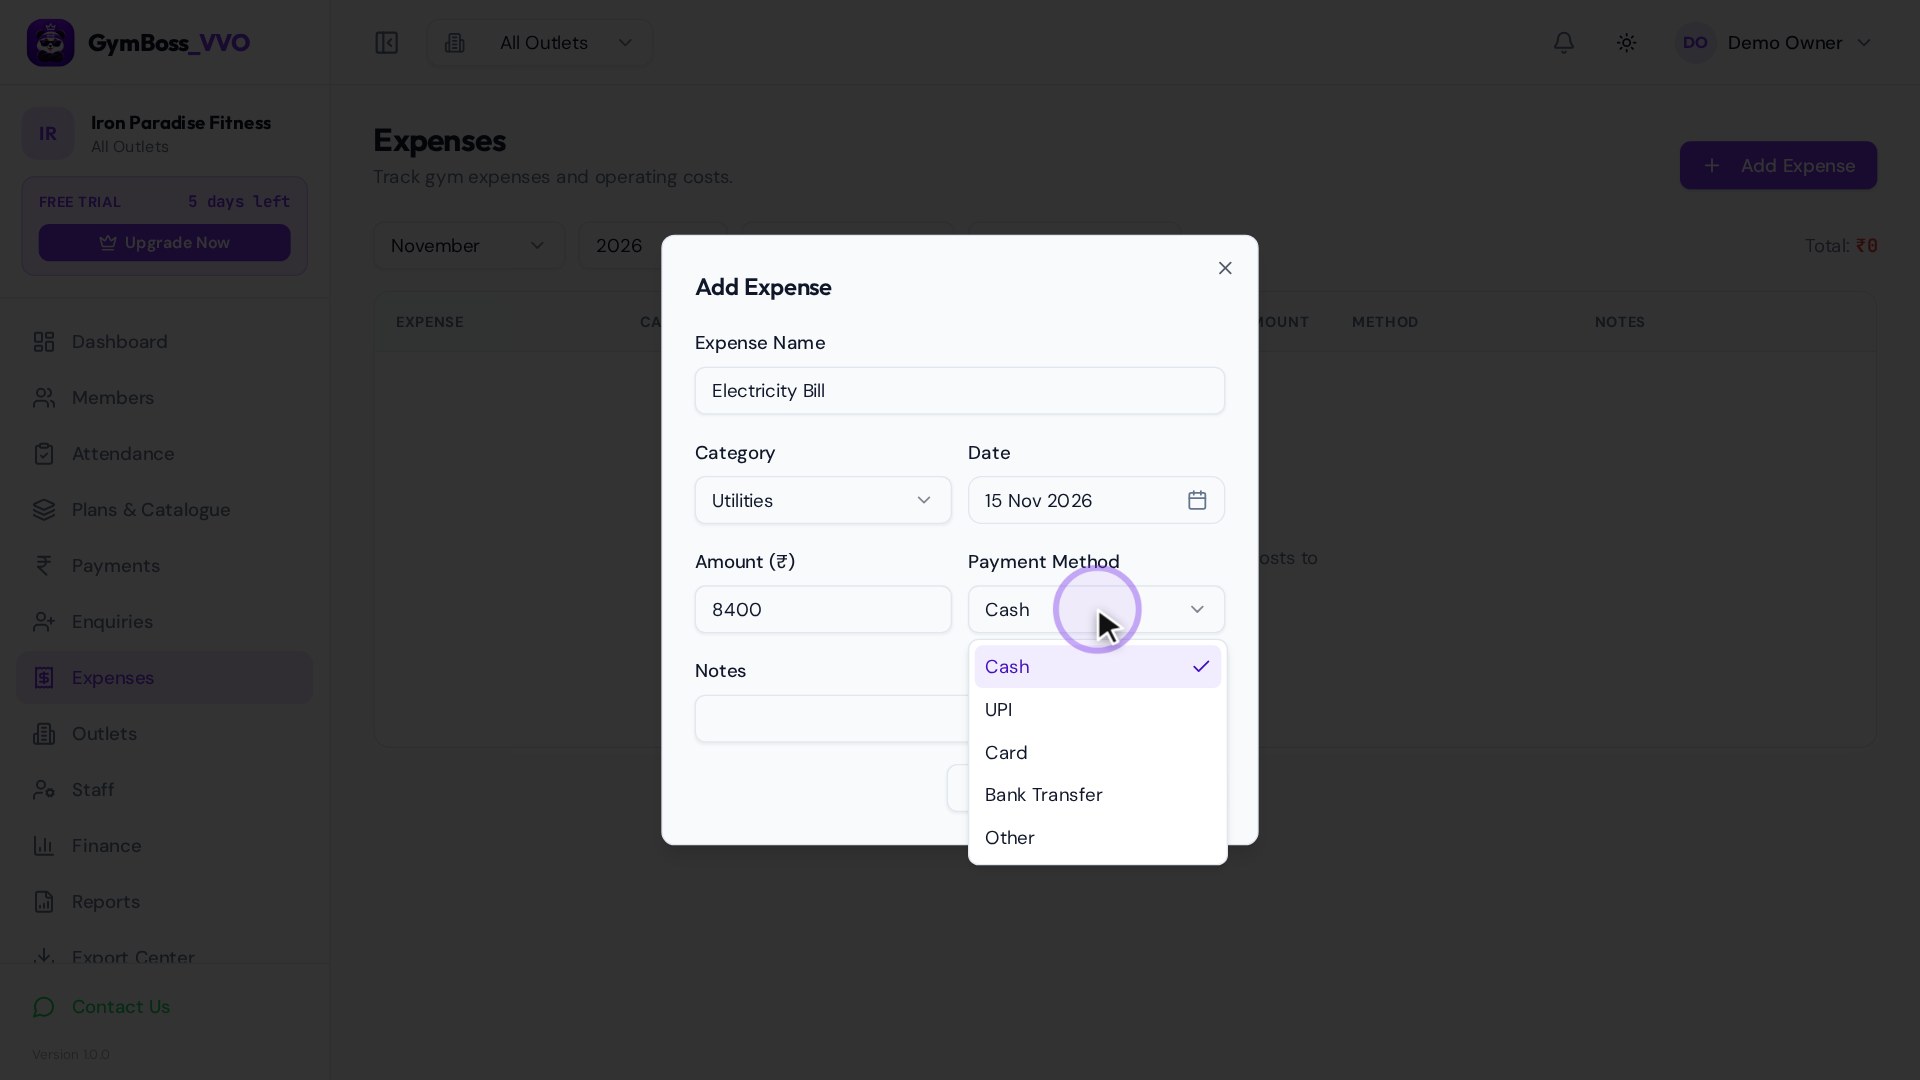 GymBoss_VVO
All Outlets
DO
Demo Owner
IR
Iron Paradise Fitness
All Outlets
FREE TRIAL
5 days left
Upgrade Now
Dashboard
Members
Attendance
Plans & Catalogue
Payments
Enquiries
Expenses
Outlets
Staff
Finance
Reports
Export Center
Contact Us
Version 1.0.0
Expenses
Track gym expenses and operating costs.
Add Expense
November
2026
Total: ₹0
EXPENSE
METHOD
NOTES
Add Expense
Expense Name
Electricity Bill
Category
Date
Utilities
15 Nov 2026
Amount (₹)
Payment Method
8400
Cash
Notes
Cash
UPI
Card
Bank Transfer
Other